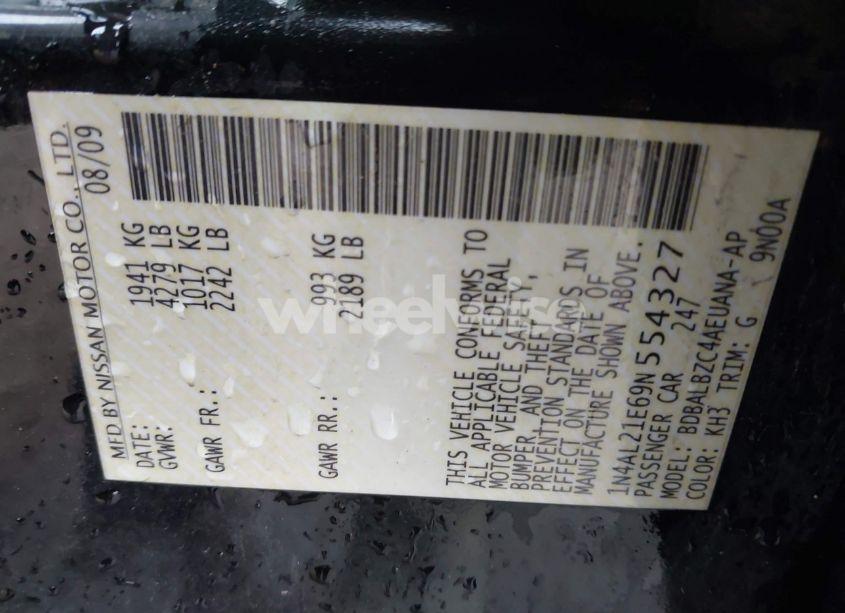 MFD BY NISSAN MOTOR CO., LTD.
DATE: 08/09
GVWR: 1941 KG
4279 LB
GAWR FR.: 1017 KG
2242 LB
GAWR RR.: 993 KG
2189 LB
THIS VEHICLE CONFORMS TO
ALL APPLICABLE FEDERAL
MOTOR VEHICLE SAFETY,
BUMPER, AND THEFT
PREVENTION STANDARDS IN
EFFECT ON THE DATE OF
MANUFACTURE SHOWN ABOVE.
1N4AL21E69N554327
PASSENGER CAR 247
MODEL: BDBALBZC4AEUANA-AP
COLOR: KH3 TRIM: G 9N00A